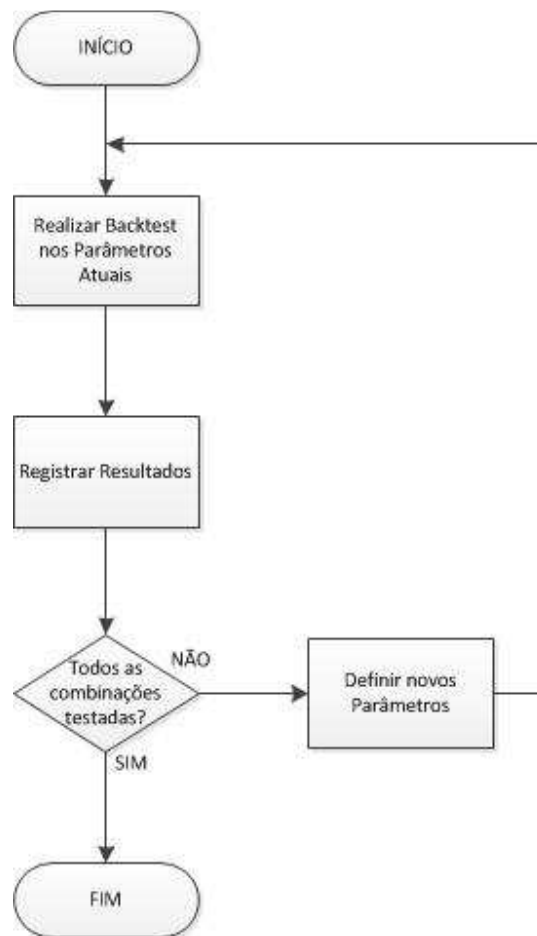 INÍCIO
Realizar Backtest
nos Parâmetros
Atuais
Registrar Resultados
Todos as
combinações
testadas?
NÃO
Definir novos
Parâmetros
SIM
FIM